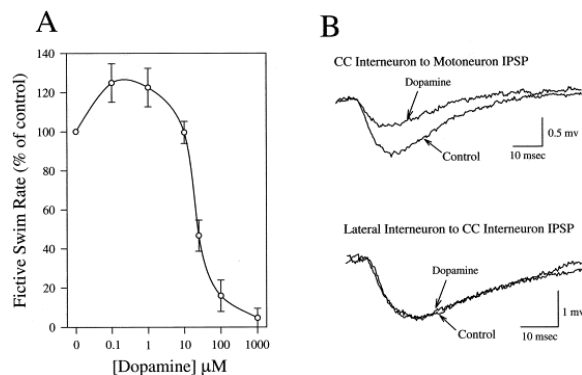 A
Fictive Swim Rate (% of control)
140
120
100
80
60
40
20
0
0 0.1 1 10 100 1000
[Dopamine] μM
B
CC Interneuron to Motoneuron IPSP
Dopamine
Control
0.5 mv
10 msec
Lateral Interneuron to CC Interneuron IPSP
Dopamine
Control
1 mv
10 msec